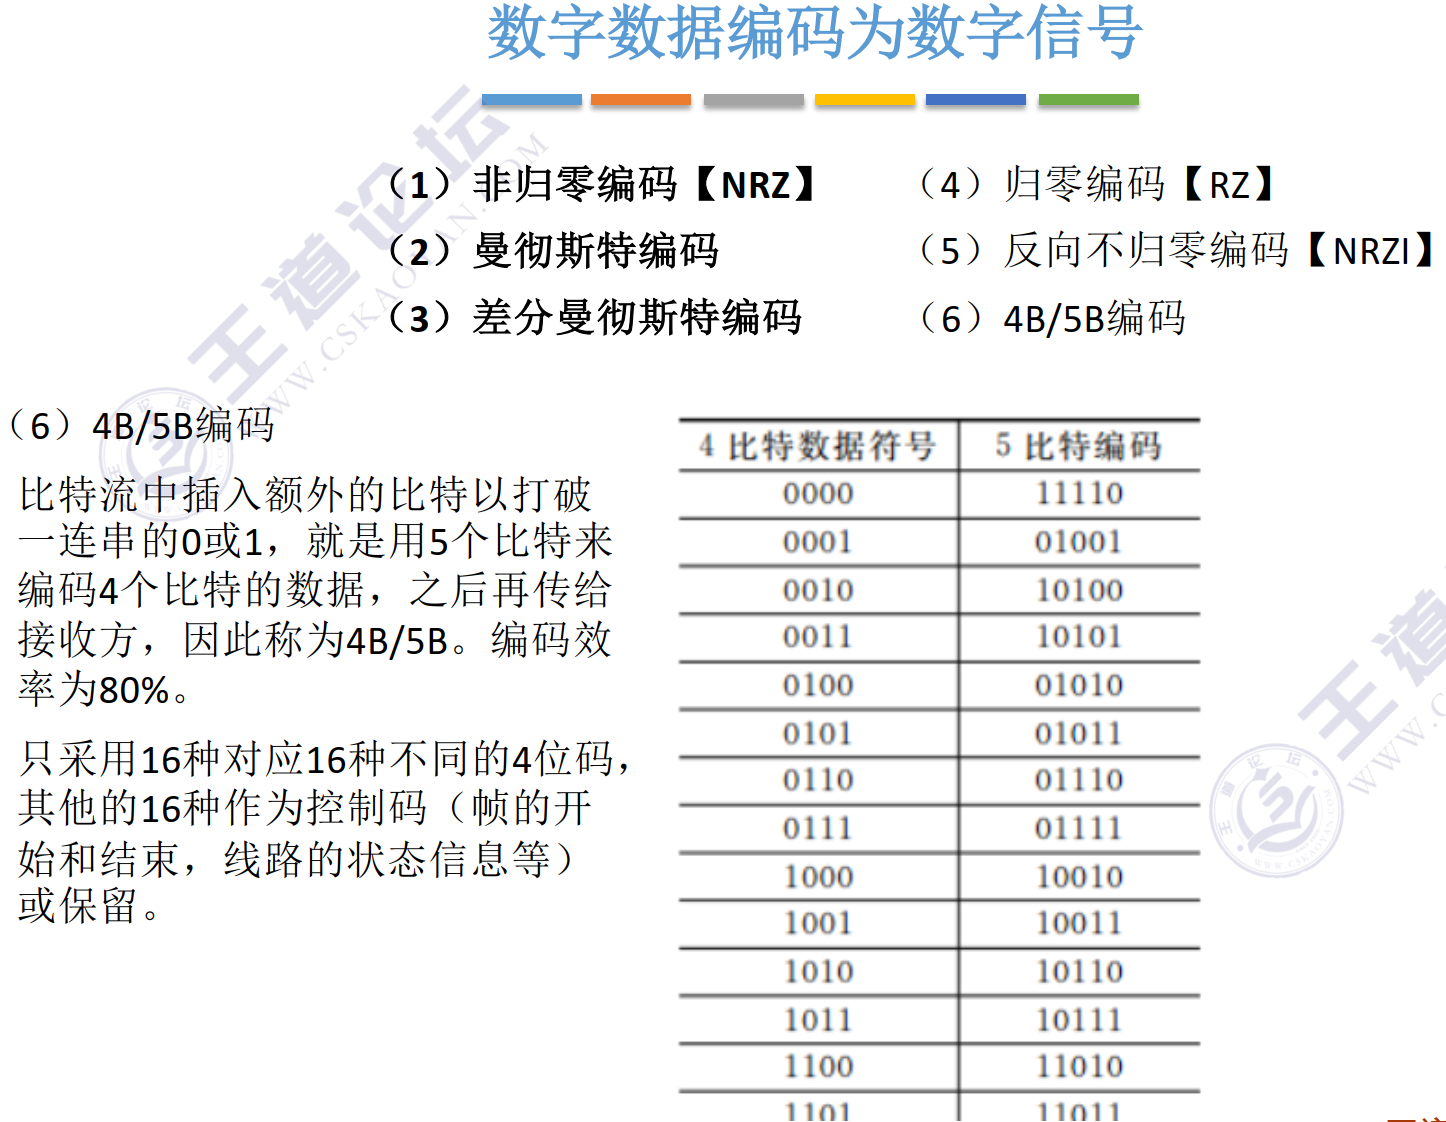 数字数据编码为数字信号
（1）非归零编码【NRZ】
（2）曼彻斯特编码
（3）差分曼彻斯特编码
（4）归零编码【RZ】
（5）反向不归零编码【NRZI】
（6）4B/5B编码
（6）4B/5B编码
比特流中插入额外的比特以打破
一连串的0或1，就是用5个比特来
编码4个比特的数据，之后再传给
接收方，因此称为4B/5B。编码效
率为80%。
只采用16种对应16种不同的4位码，
其他的16种作为控制码（帧的开
始和结束，线路的状态信息等）
或保留。
4 比特数据符号 5 比特编码
0000 11110
0001 01001
0010 10100
0011 10101
0100 01010
0101 01011
0110 01110
0111 01111
1000 10010
1001 10011
1010 10110
1011 10111
1100 11010
1101 11011
王道论坛
WWW.CSKAOYAN.COM
王道
WWW.C